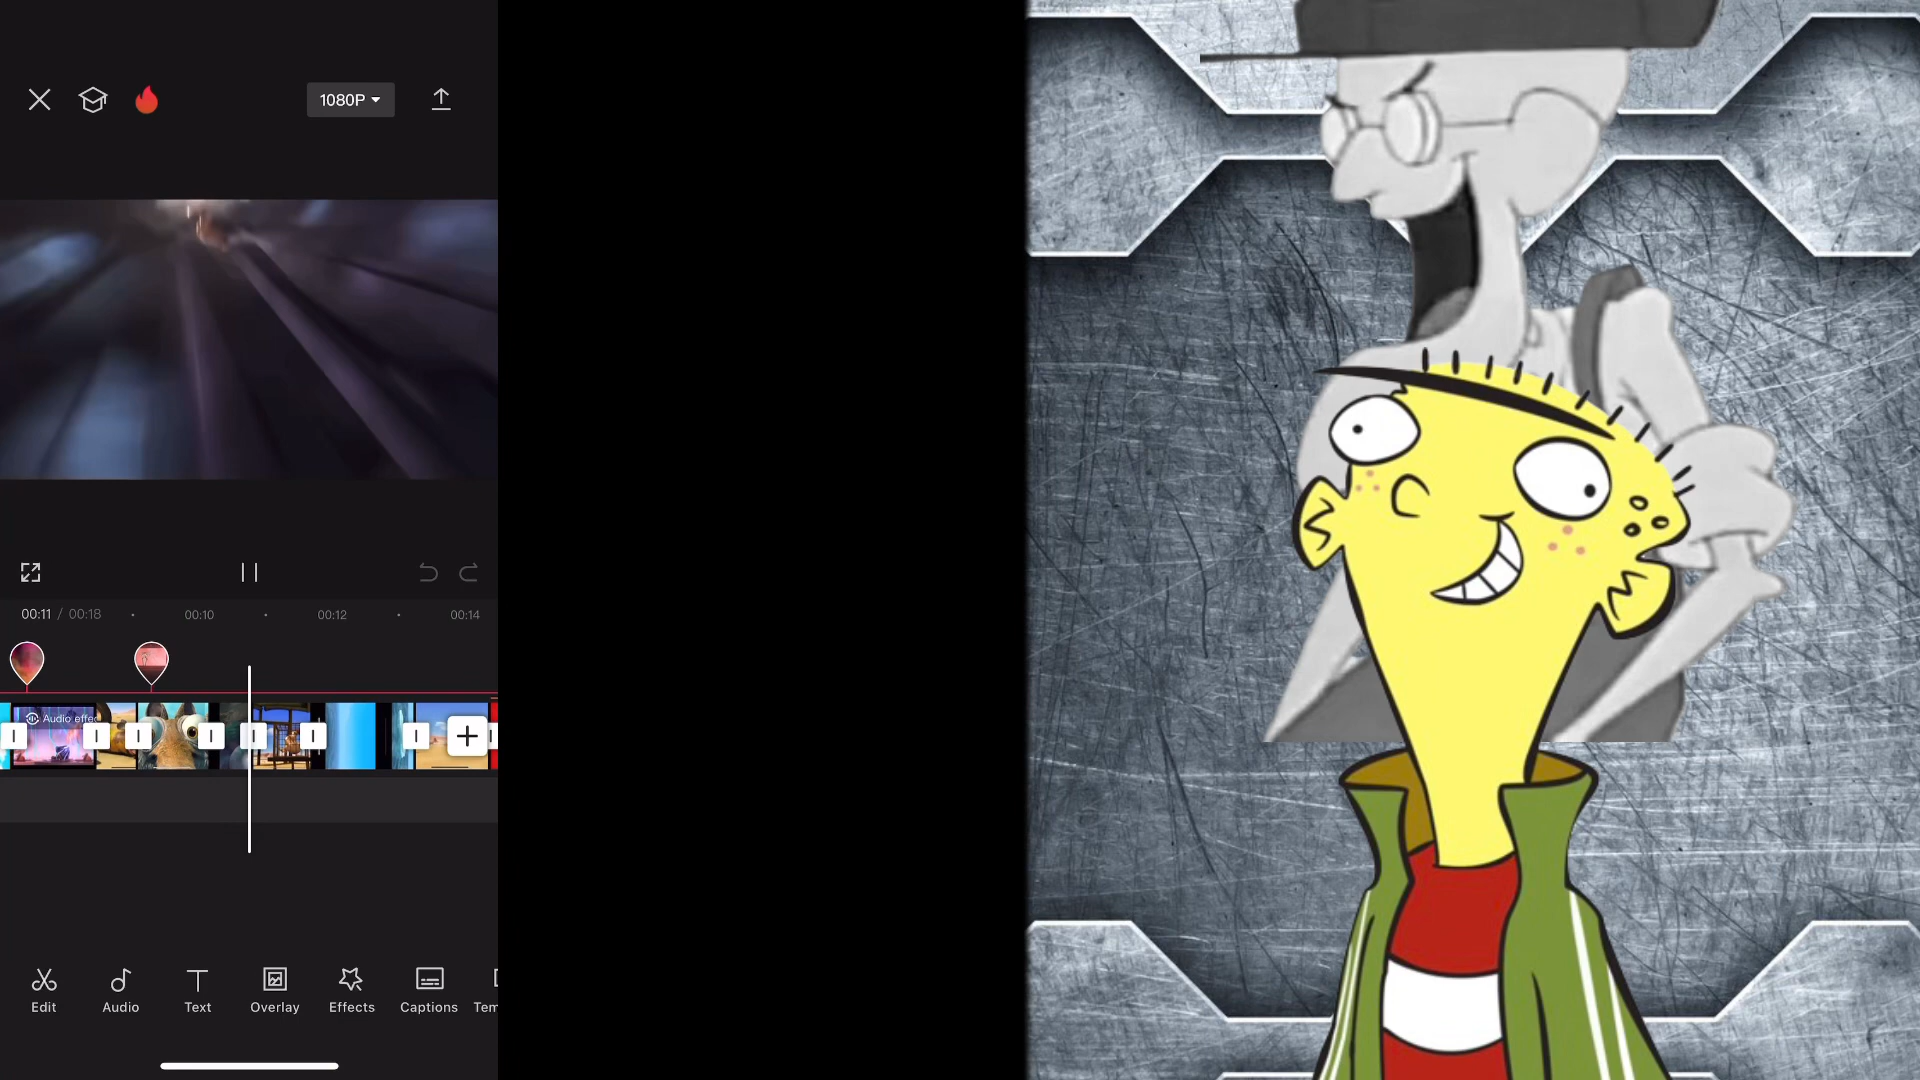 1080P
00:11 / 00:18
00:10
00:12
00:14
Audio effec
Edit
Audio
Text
Overlay
Effects
Captions
Tem